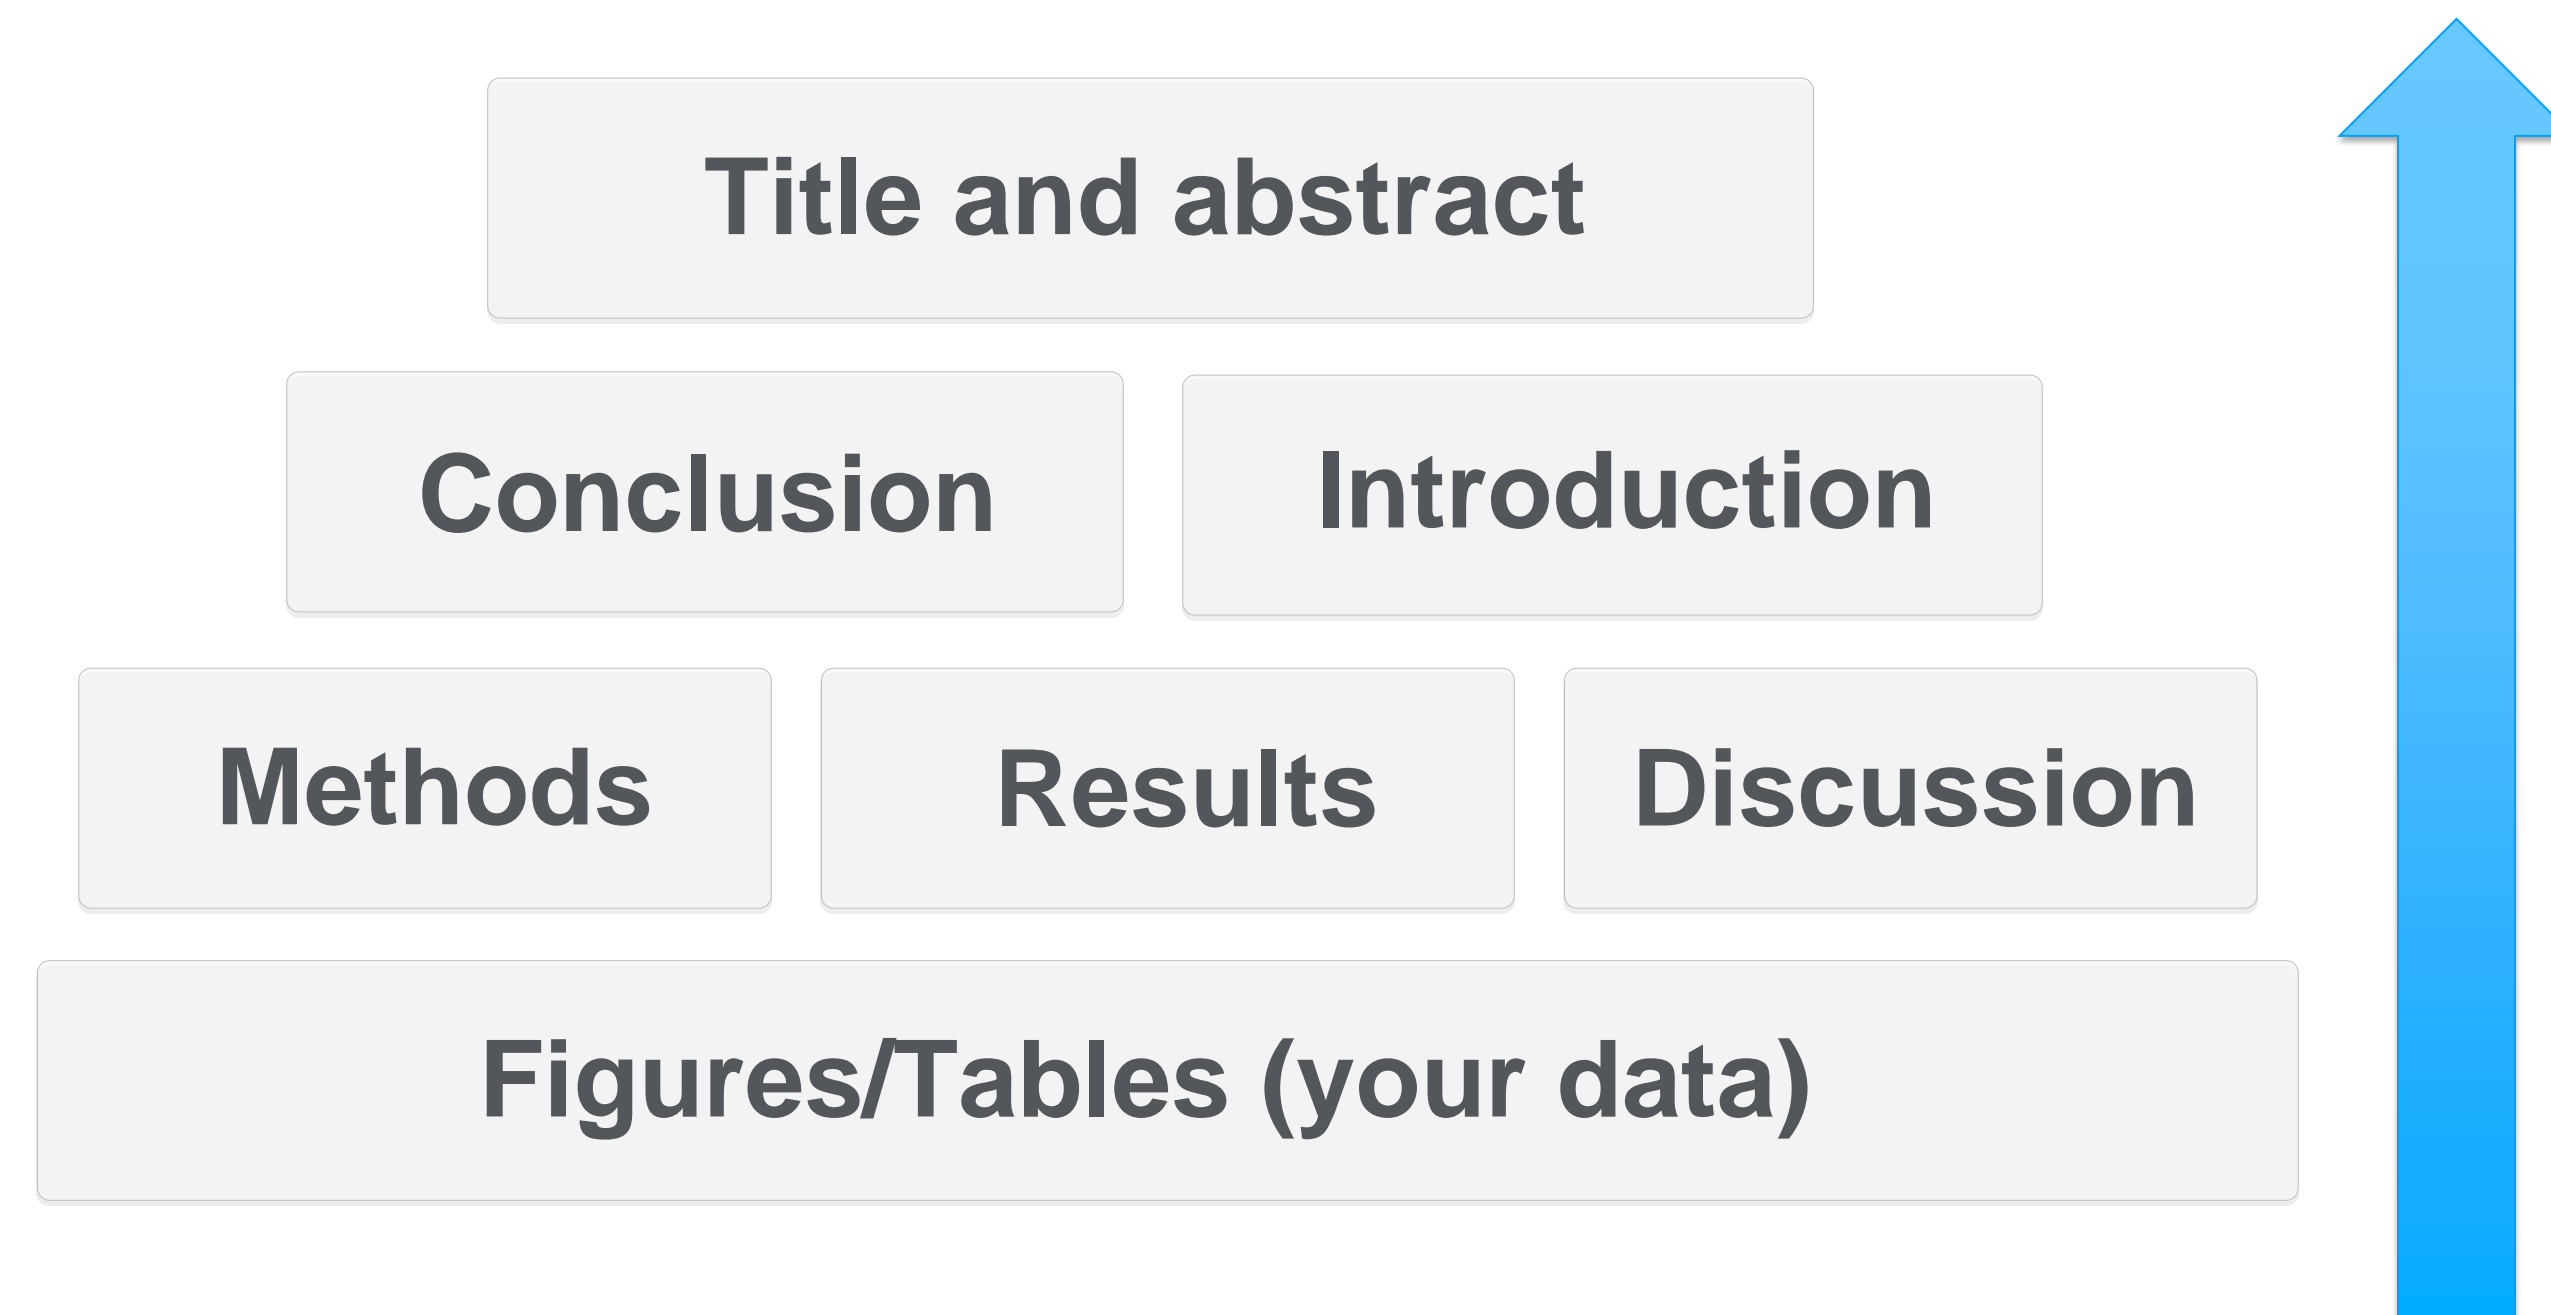 Title and abstract
Conclusion
Introduction
Methods
Results
Discussion
Figures/Tables (your data)